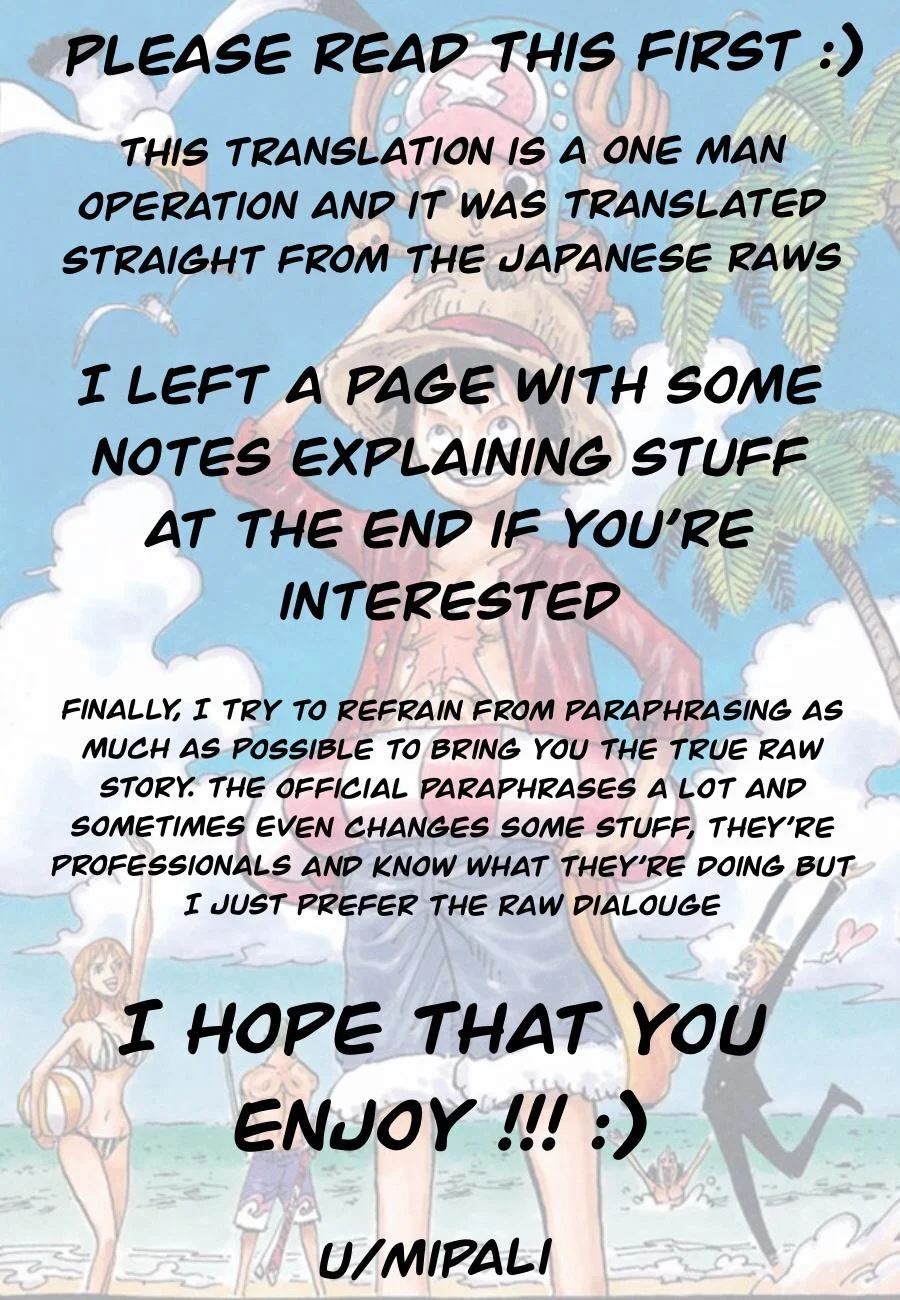 PLEASE READ THIS FIRST :)
THIS TRANSLATION IS A ONE MAN
OPERATION AND IT WAS TRANSLATED
STRAIGHT FROM THE JAPANESE RAWS
I LEFT A PAGE WITH SOME
NOTES EXPLAINING STUFF
AT THE END IF YOU'RE
INTERESTED
FINALLY, I TRY TO REFRAIN FROM PARAPHRASING AS
MUCH AS POSSIBLE TO BRING YOU THE TRUE RAW
STORY. THE OFFICIAL PARAPHRASES A LOT AND
SOMETIMES EVEN CHANGES SOME STUFF, THEY'RE
PROFESSIONALS AND KNOW WHAT THEY'RE DOING BUT
I JUST PREFER THE RAW DIALOUGE
I HOPE THAT YOU
ENJOY !!! :)
U/MIPALI